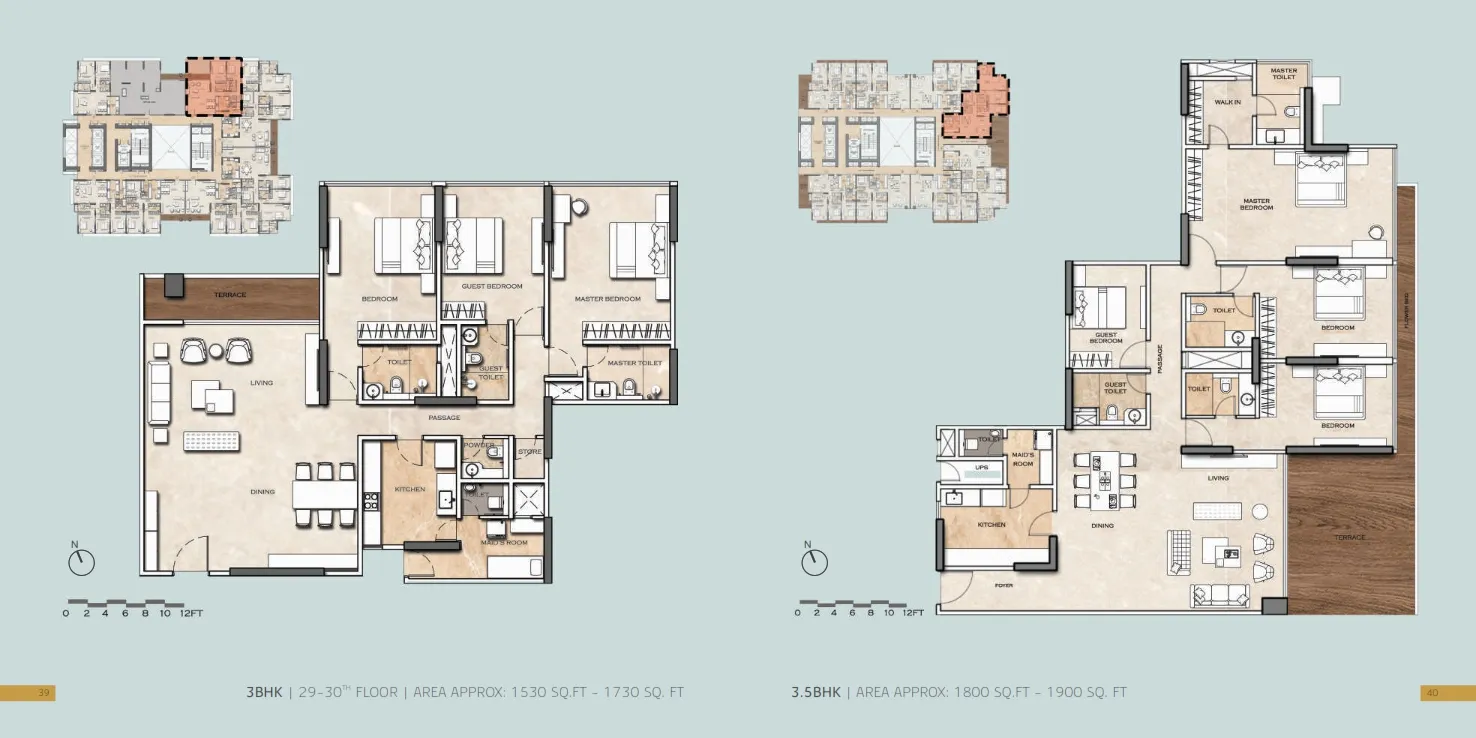 TERRACE
BEDROOM
GUEST BEDROOM
MASTER BEDROOM
LIVING
TOILET
GUEST
TOILET
MASTER TOILET
PASSAGE
POWDER
STORE
DINING
KITCHEN
TOILET
MAID'S ROOM
N
0 2 4 6 8 10 12FT
39
3BHK | 29-30TH FLOOR | AREA APPROX: 1530 SQ.FT - 1730 SQ. FT
MASTER
TOILET
WALK IN
MASTER
BEDROOM
GUEST
BEDROOM
TOILET
BEDROOM
FLOWER BED
PASSAGE
GUEST
TOILET
TOILET
BEDROOM
TOILET
MAID'S
ROOM
UPS
LIVING
KITCHEN
DINING
TERRACE
FOYER
N
0 2 4 6 8 10 12FT
3.5BHK | AREA APPROX: 1800 SQ.FT - 1900 SQ. FT
40